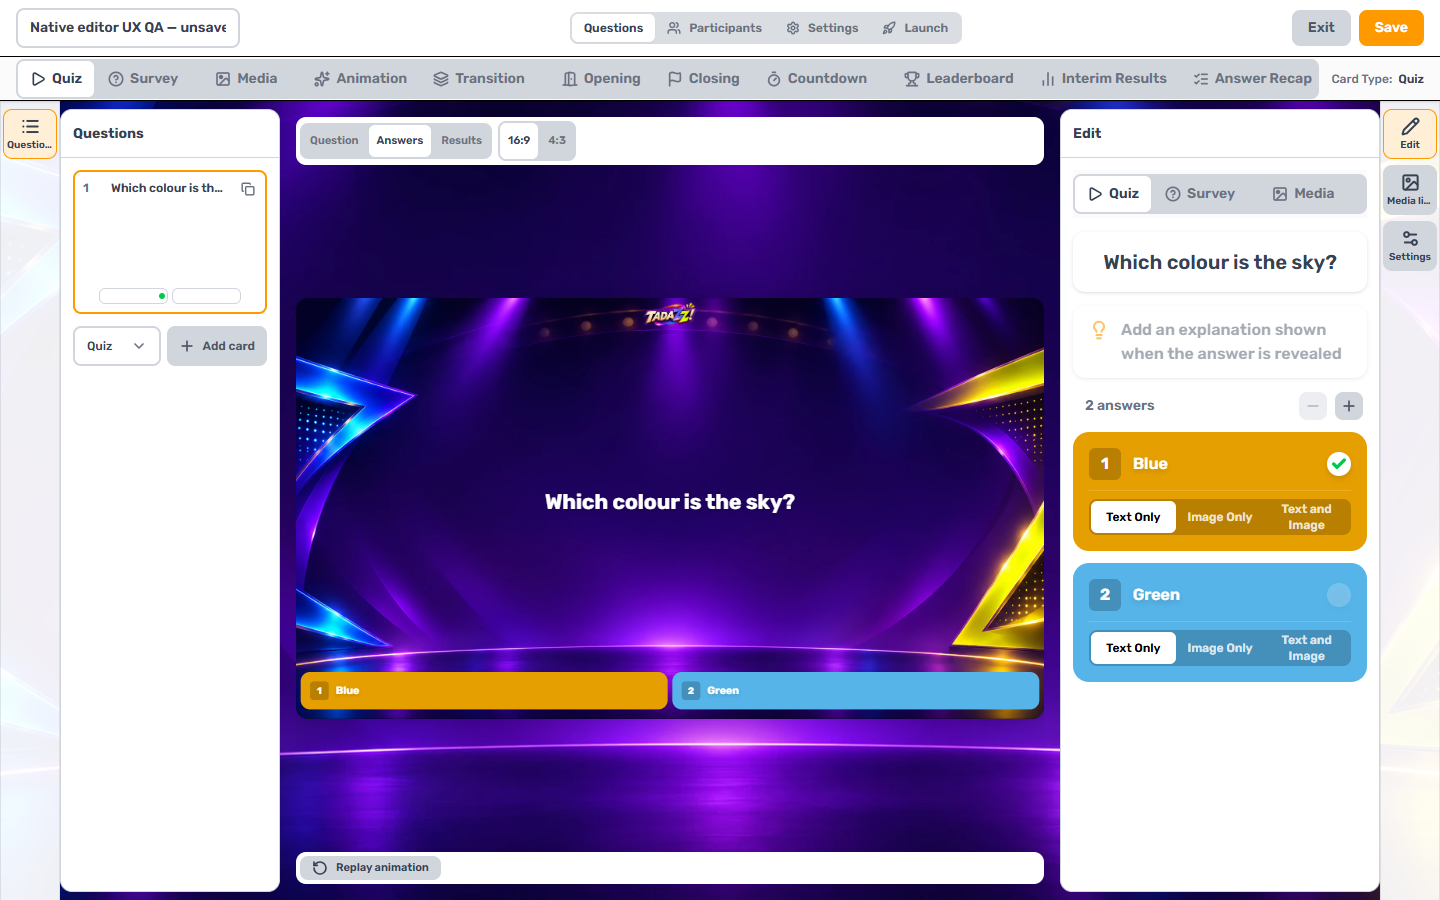 Native editor UX QA — unsave
Questions
Participants
Settings
Launch
Exit
Save
Quiz
Survey
Media
Animation
Transition
Opening
Closing
Countdown
Leaderboard
Interim Results
Answer Recap
Card Type: Quiz
Questio...
Questions
1 Which colour is th...
Quiz
Add card
Question
Answers
Results
16:9
4:3
TADAZZ!
Which colour is the sky?
1 Blue
2 Green
Replay animation
Edit
Quiz
Survey
Media
Which colour is the sky?
Add an explanation shown
when the answer is revealed
2 answers
1 Blue
Text Only
Image Only
Text and
Image
2 Green
Text Only
Image Only
Text and
Image
Edit
Media li...
Settings